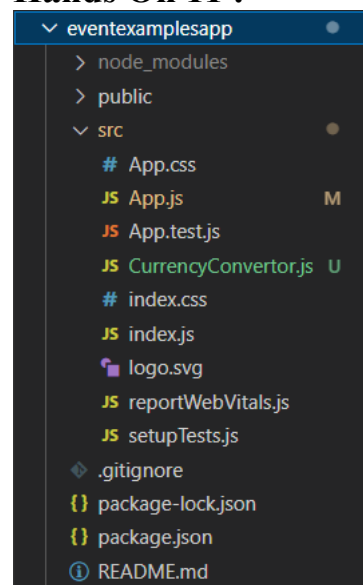 eventexamplesapp
node_modules
public
src
# App.css
JS App.js M
JS App.test.js
JS CurrencyConvertor.js U
# index.css
JS index.js
logo.svg
JS reportWebVitals.js
JS setupTests.js
.gitignore
{} package-lock.json
{} package.json
README.md